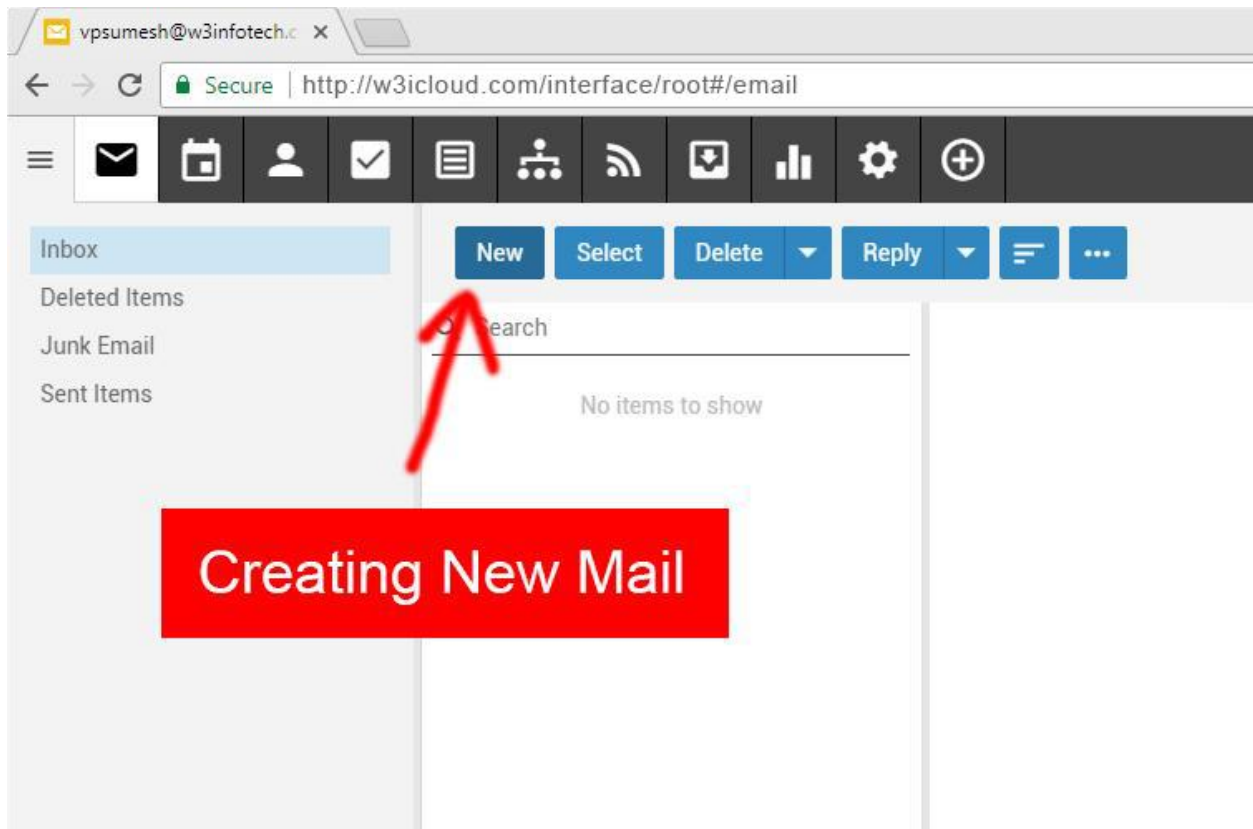 vpsumesh@w3infotech.c
Secure | http://w3icloud.com/interface/root#/email
Inbox
Deleted Items
Junk Email
Sent Items
New Select Delete Reply
Search
No items to show
Creating New Mail